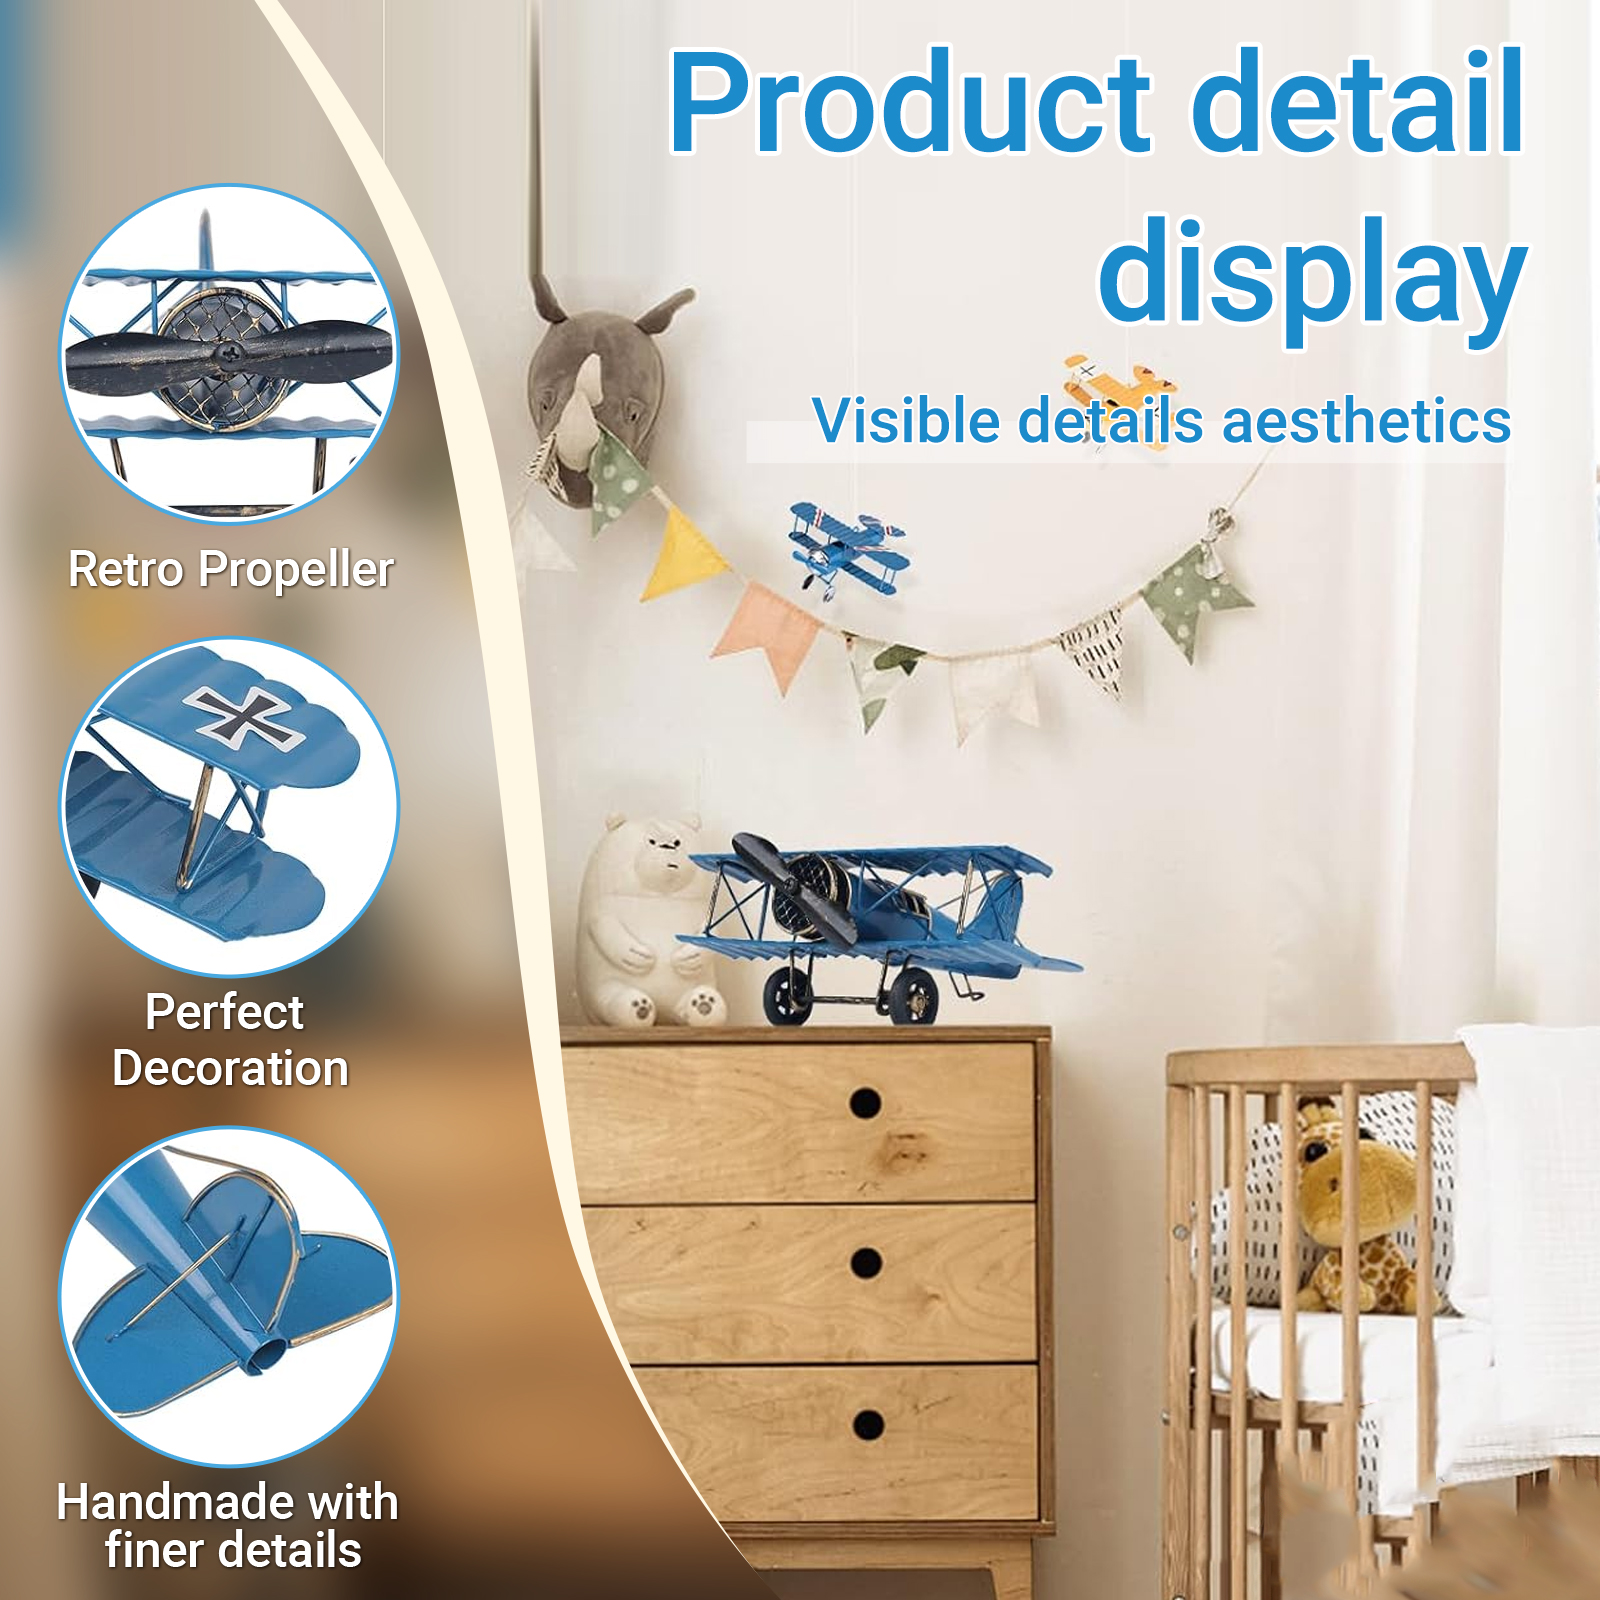 Product detail
display
Visible details aesthetics
Retro Propeller
Perfect
Decoration
Handmade with
finer details